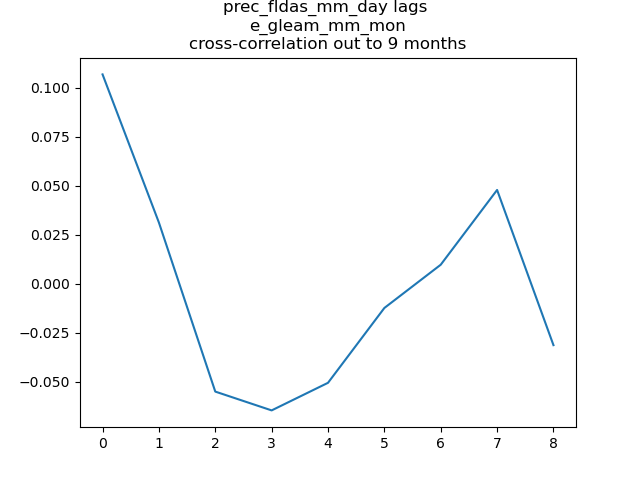 prec_fldas_mm_day lags
e_gleam_mm_mon
cross-correlation out to 9 months
0.100
0.075
0.050
0.025
0.000
−0.025
−0.050
0 1 2 3 4 5 6 7 8